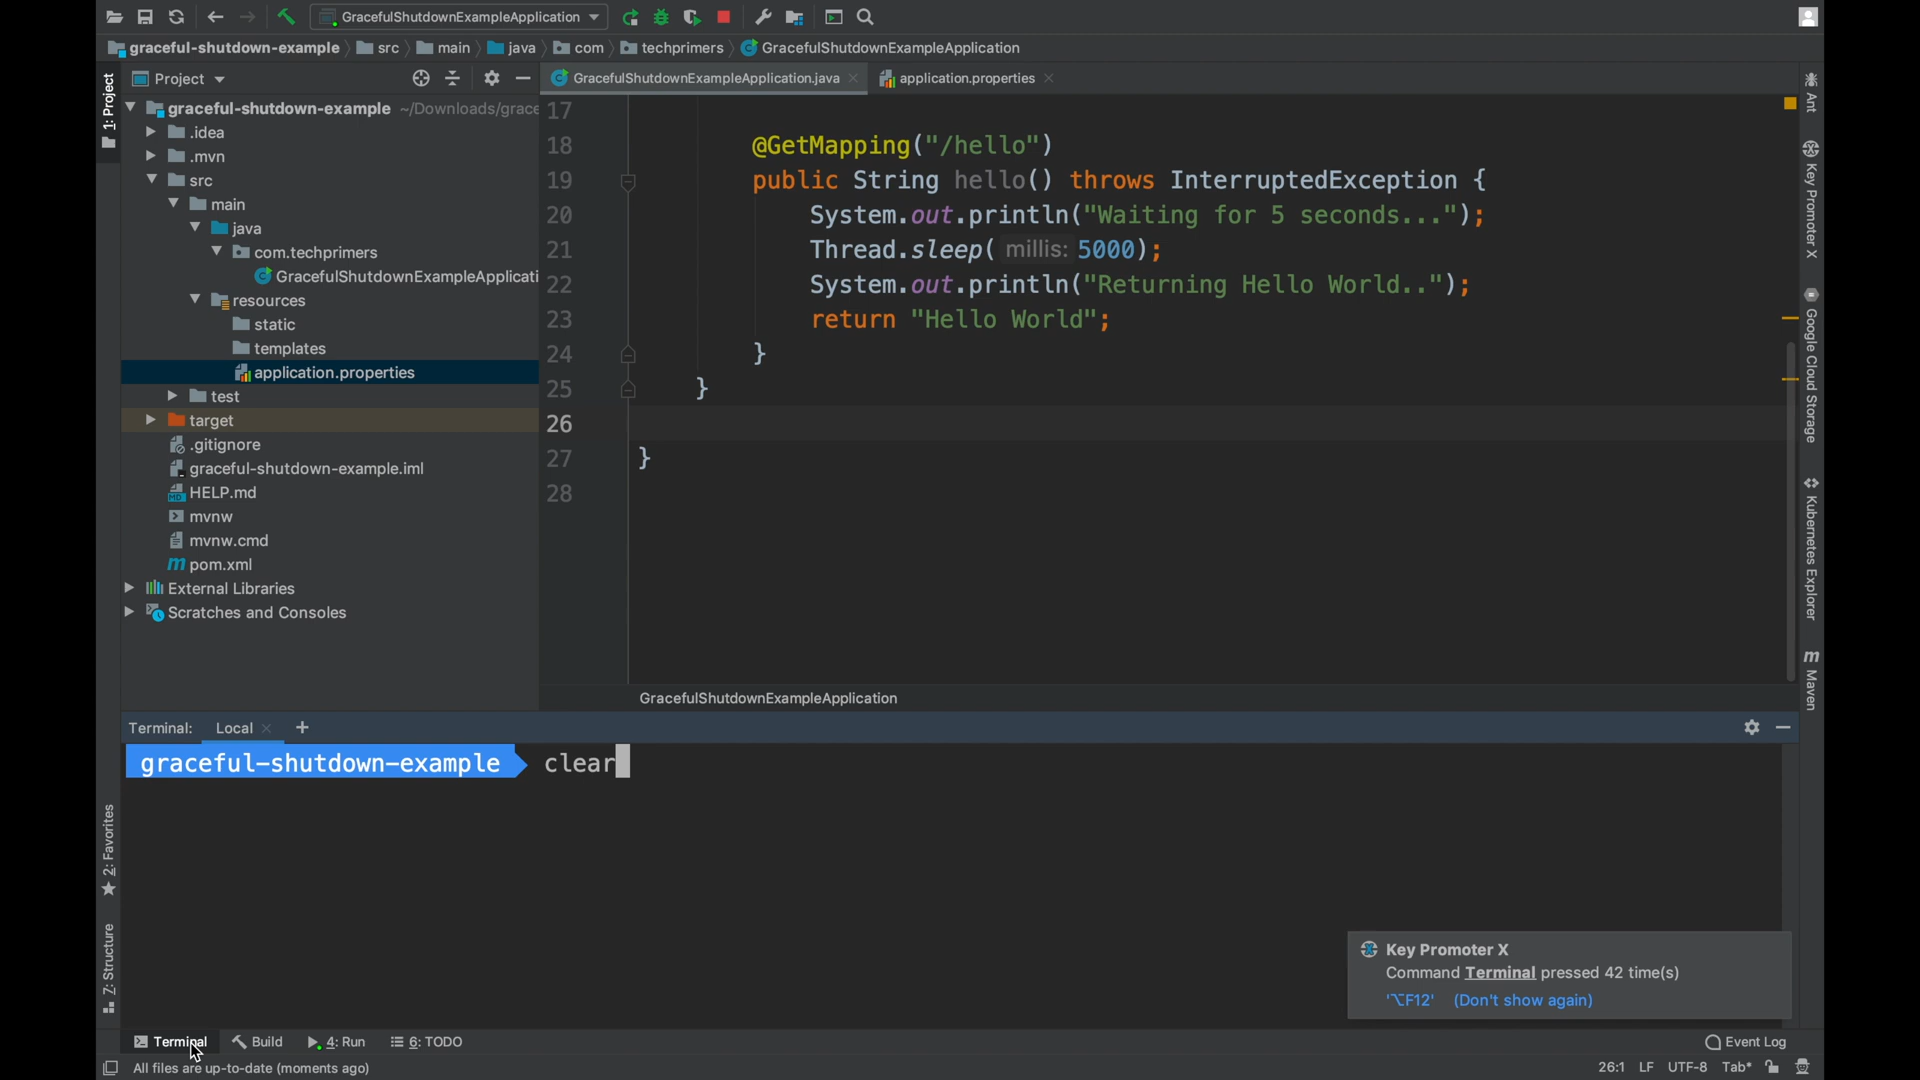 GracefulShutdownExampleApplication
graceful-shutdown-example src main java com techprimers GracefulShutdownExampleApplication
1: Project
Project
GracefulShutdownExampleApplication.java
application.properties
graceful-shutdown-example ~/Downloads/grace
.idea
.mvn
src
main
java
com.techprimers
GracefulShutdownExampleApplicati
resources
static
templates
application.properties
test
target
.gitignore
graceful-shutdown-example.iml
HELP.md
mvnw
mvnw.cmd
pom.xml
External Libraries
Scratches and Consoles
17
18 @GetMapping("/hello")
19 public String hello() throws InterruptedException {
20 System.out.println("Waiting for 5 seconds...");
21 Thread.sleep( millis: 5000);
22 System.out.println("Returning Hello World..");
23 return "Hello World";
24 }
25 }
26
27 }
28
GracefulShutdownExampleApplication
Ant
Key Promoter X
Google Cloud Storage
Kubernetes Explorer
Maven
Terminal: Local +
graceful-shutdown-example clear
2: Favorites
Z: Structure
Key Promoter X
Command Terminal pressed 42 time(s)
'⌥F12' (Don't show again)
Terminal Build 4: Run 6: TODO Event Log
All files are up-to-date (moments ago) 26:1 LF UTF-8 Tab*